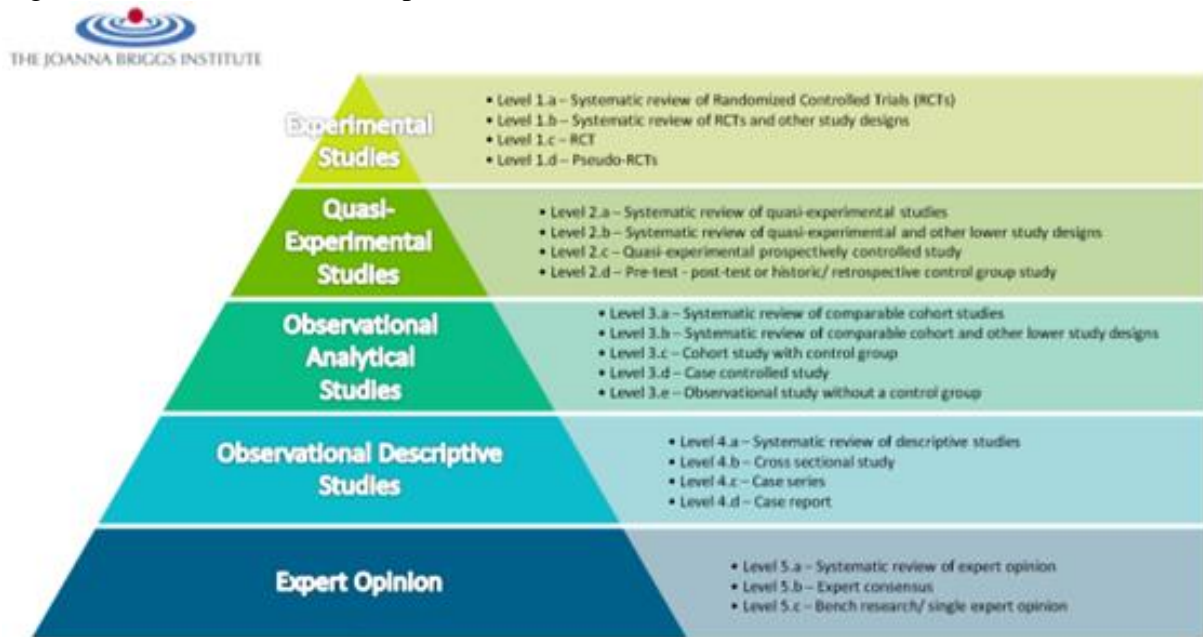 THE JOANNA BRIGGS INSTITUTE
Experimental
Studies
• Level 1.a – Systematic review of Randomized Controlled Trials (RCTs)
• Level 1.b – Systematic review of RCTs and other study designs
• Level 1.c – RCT
• Level 1.d – Pseudo-RCTs
Quasi-
Experimental
Studies
• Level 2.a – Systematic review of quasi-experimental studies
• Level 2.b – Systematic review of quasi-experimental and other lower study designs
• Level 2.c – Quasi-experimental prospectively controlled study
• Level 2.d – Pre-test - post-test or historic/ retrospective control group study
Observational
Analytical
Studies
• Level 3.a – Systematic review of comparable cohort studies
• Level 3.b – Systematic review of comparable cohort and other lower study designs
• Level 3.c – Cohort study with control group
• Level 3.d – Case controlled study
• Level 3.e – Observational study without a control group
Observational Descriptive
Studies
• Level 4.a – Systematic review of descriptive studies
• Level 4.b – Cross sectional study
• Level 4.c – Case series
• Level 4.d – Case report
Expert Opinion
• Level 5.a – Systematic review of expert opinion
• Level 5.b – Expert consensus
• Level 5.c – Bench research/ single expert opinion